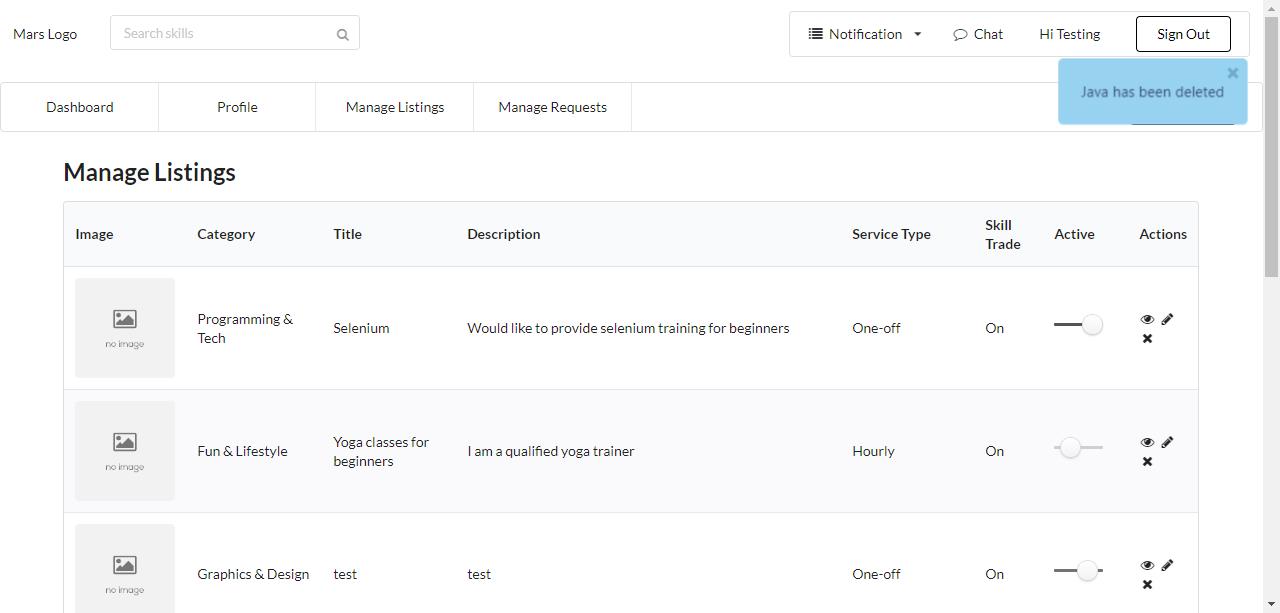 Mars Logo
Search skills
Notification
Chat
Hi Testing
Sign Out
Java has been deleted
Dashboard
Profile
Manage Listings
Manage Requests
Manage Listings
Image
Category
Title
Description
Service Type
Skill
Trade
Active
Actions
no image
Programming &
Tech
Selenium
Would like to provide selenium training for beginners
One-off
On
no image
Fun & Lifestyle
Yoga classes for
beginners
I am a qualified yoga trainer
Hourly
On
no image
Graphics & Design
test
test
One-off
On